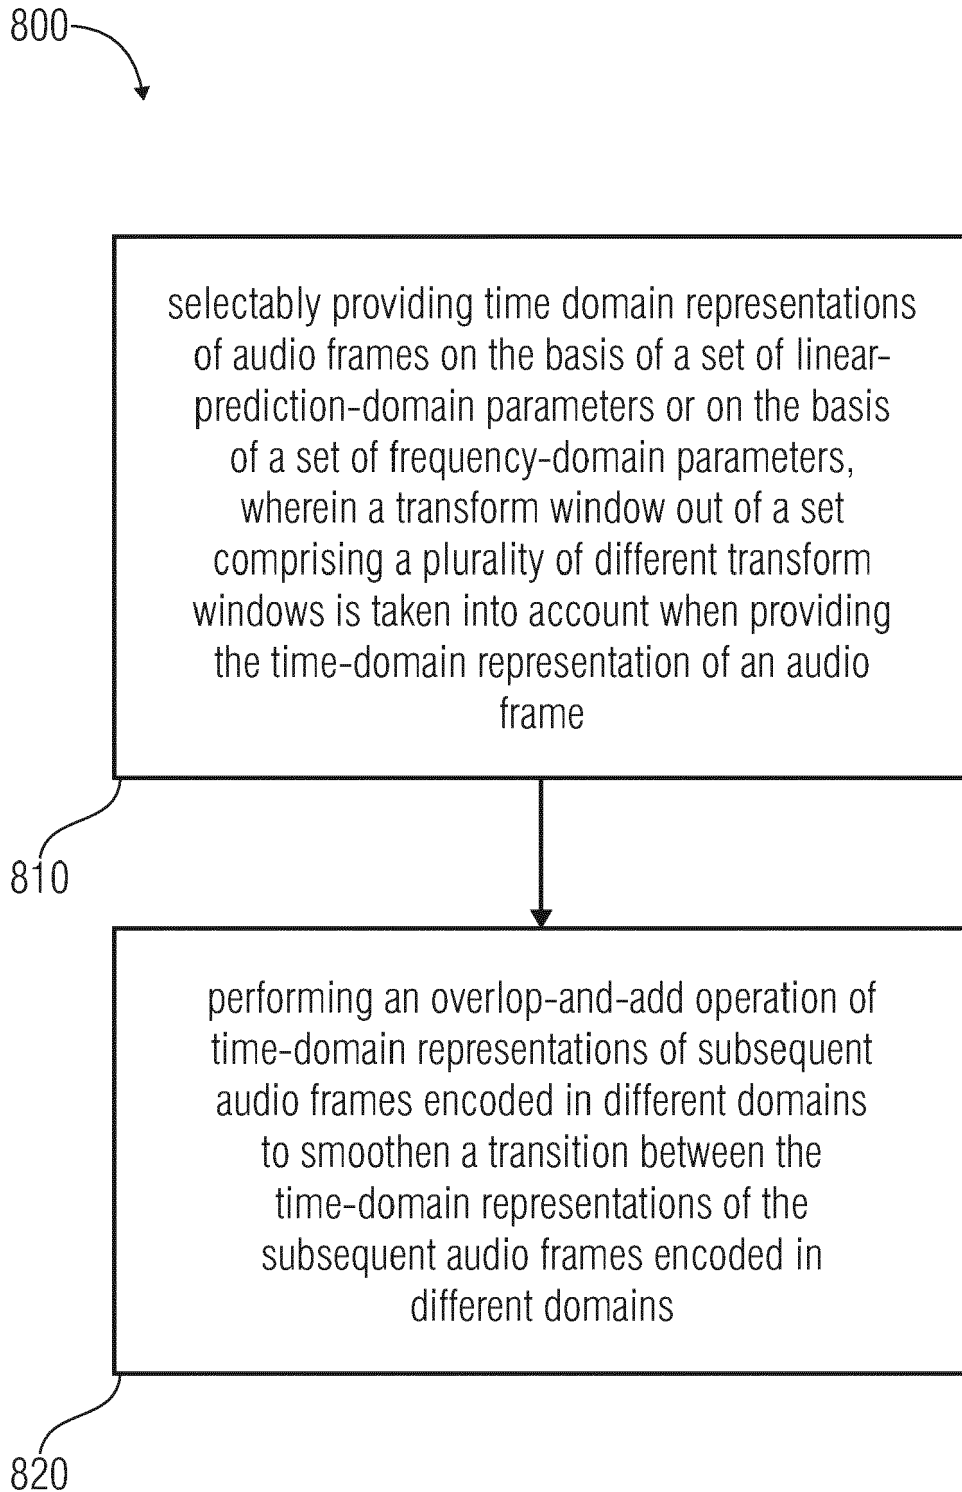 800
selectably providing time domain representations
of audio frames on the basis of a set of linear-
prediction-domain parameters or on the basis
of a set of frequency-domain parameters,
wherein a transform window out of a set
comprising a plurality of different transform
windows is taken into account when providing
the time-domain representation of an audio
frame
810
performing an overlop-and-add operation of
time-domain representations of subsequent
audio frames encoded in different domains
to smoothen a transition between the
time-domain representations of the
subsequent audio frames encoded in
different domains
820